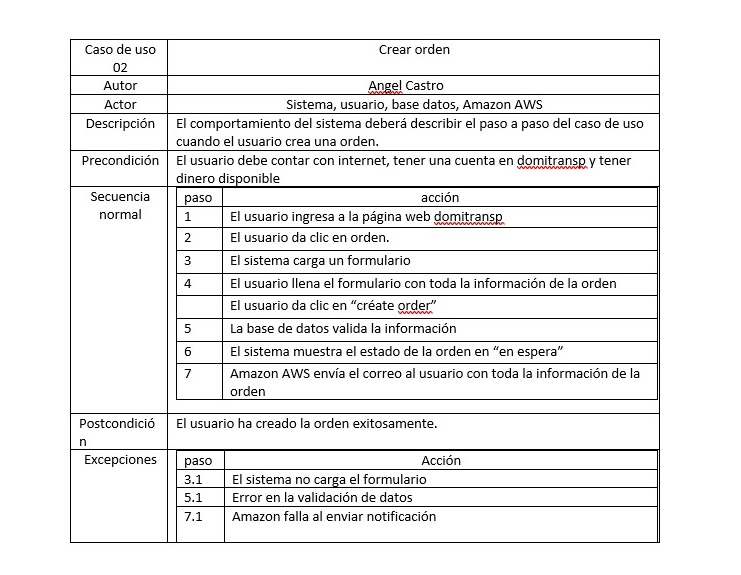 Caso de uso Crear orden
02
Autor Angel Castro
Actor Sistema, usuario, base datos, Amazon AWS
Descripción El comportamiento del sistema deberá describir el paso a paso del caso de uso
cuando el usuario crea una orden.
Precondición El usuario debe contar con internet, tener una cuenta en domitransp y tener
dinero disponible
Secuencia paso acción
normal
1 El usuario ingresa a la página web domitransp
2 El usuario da clic en orden.
3 El sistema carga un formulario
4 El usuario llena el formulario con toda la información de la orden
El usuario da clic en “créate order”
5 La base de datos valida la información
6 El sistema muestra el estado de la orden en “en espera”
7 Amazon AWS envía el correo al usuario con toda la información de la
orden
Postcondició El usuario ha creado la orden exitosamente.
n
Excepciones paso Acción
3.1 El sistema no carga el formulario
5.1 Error en la validación de datos
7.1 Amazon falla al enviar notificación